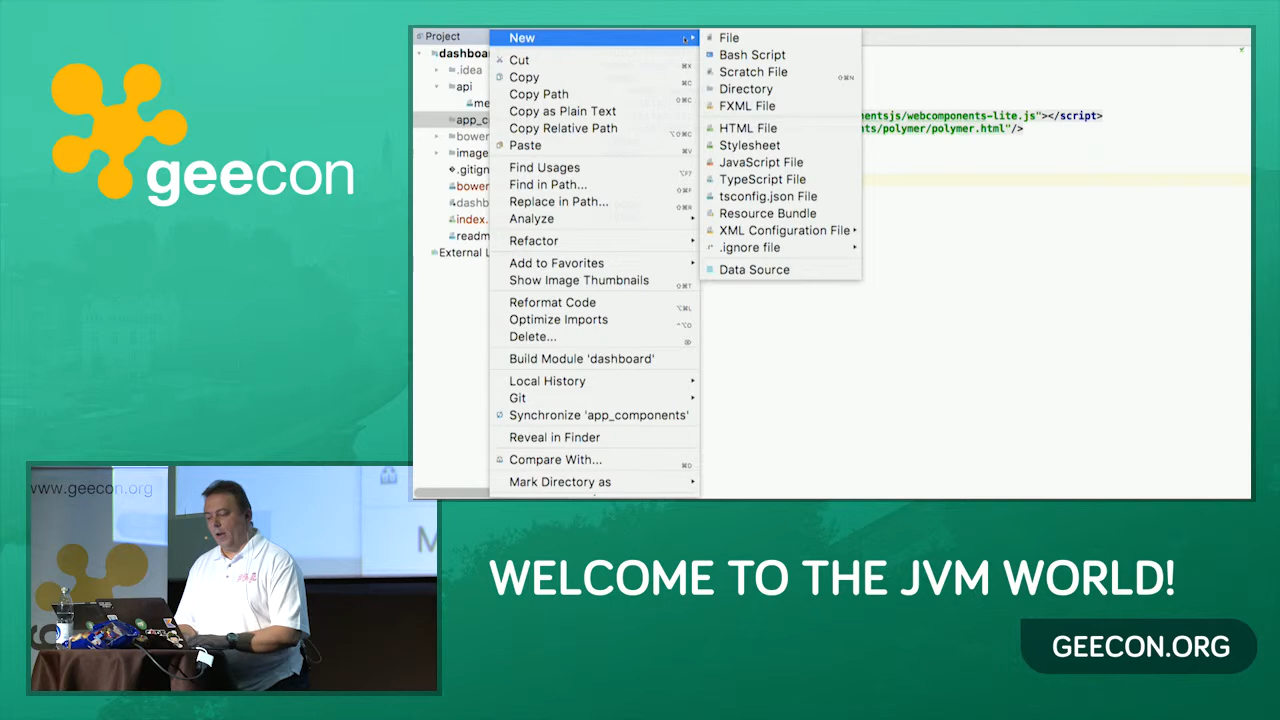 geecon
Project
dashboa
.idea
api
me
app_c
bower
image
.gitign
bower
dashb
index.
readm
External L
New
Cut
⌘X
Copy
⌘C
Copy Path
⇧⌘C
Copy as Plain Text
Copy Relative Path
⌥⇧⌘C
Paste
⌘V
Find Usages
⌥F7
Find in Path...
⇧⌘F
Replace in Path...
⇧⌘R
Analyze
Refactor
Add to Favorites
Show Image Thumbnails
⇧⌘T
Reformat Code
⌥⌘L
Optimize Imports
^⌥O
Delete...
Build Module 'dashboard'
Local History
Git
Synchronize 'app_components'
Reveal in Finder
Compare With...
⌘D
Mark Directory as
File
Bash Script
Scratch File
⇧⌘N
Directory
FXML File
HTML File
Stylesheet
JavaScript File
TypeScript File
tsconfig.json File
Resource Bundle
XML Configuration File
.ignore file
Data Source
entsjs/webcomponents-lite.js"></script>
ts/polymer/polymer.html"/>
www.geecon.org
M
WELCOME TO THE JVM WORLD!
GEECON.ORG